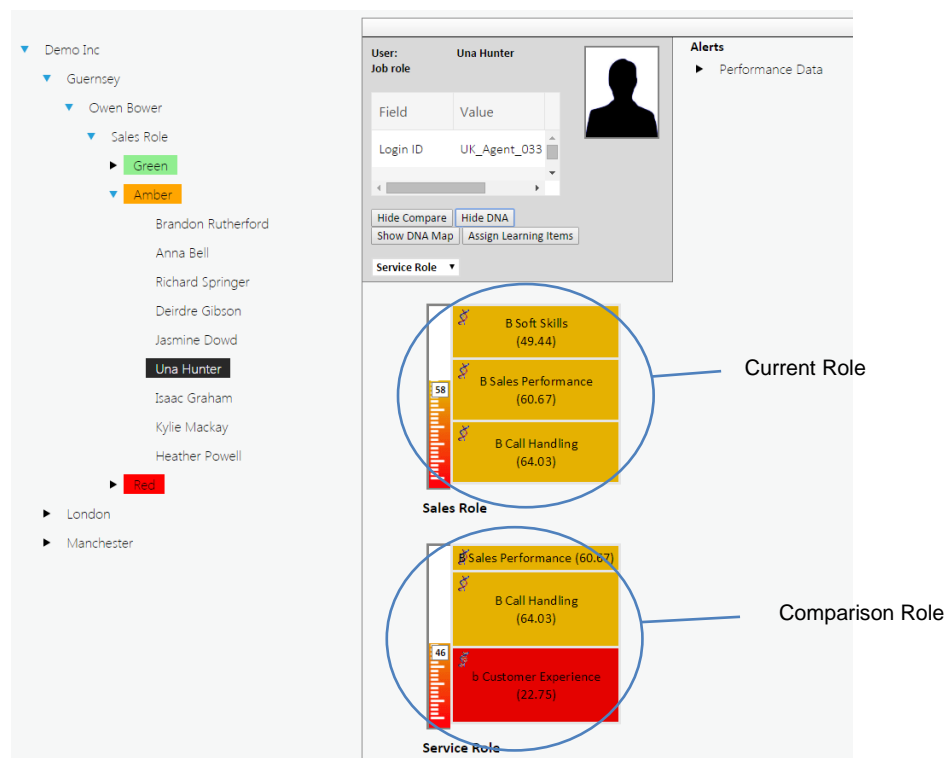 Demo Inc
Guernsey
Owen Bower
Sales Role
Green
Amber
Brandon Rutherford
Anna Bell
Richard Springer
Deirdre Gibson
Jasmine Dowd
Una Hunter
Isaac Graham
Kylie Mackay
Heather Powell
Red
London
Manchester
User: Una Hunter
Job role
Field Value
Login ID UK_Agent_033
Hide Compare Hide DNA
Show DNA Map Assign Learning Items
Service Role
Alerts
Performance Data
B Soft Skills
(49.44)
58
B Sales Performance
(60.67)
B Call Handling
(64.03)
Sales Role
Current Role
B Sales Performance (60.67)
B Call Handling
(64.03)
46
b Customer Experience
(22.75)
Service Role
Comparison Role